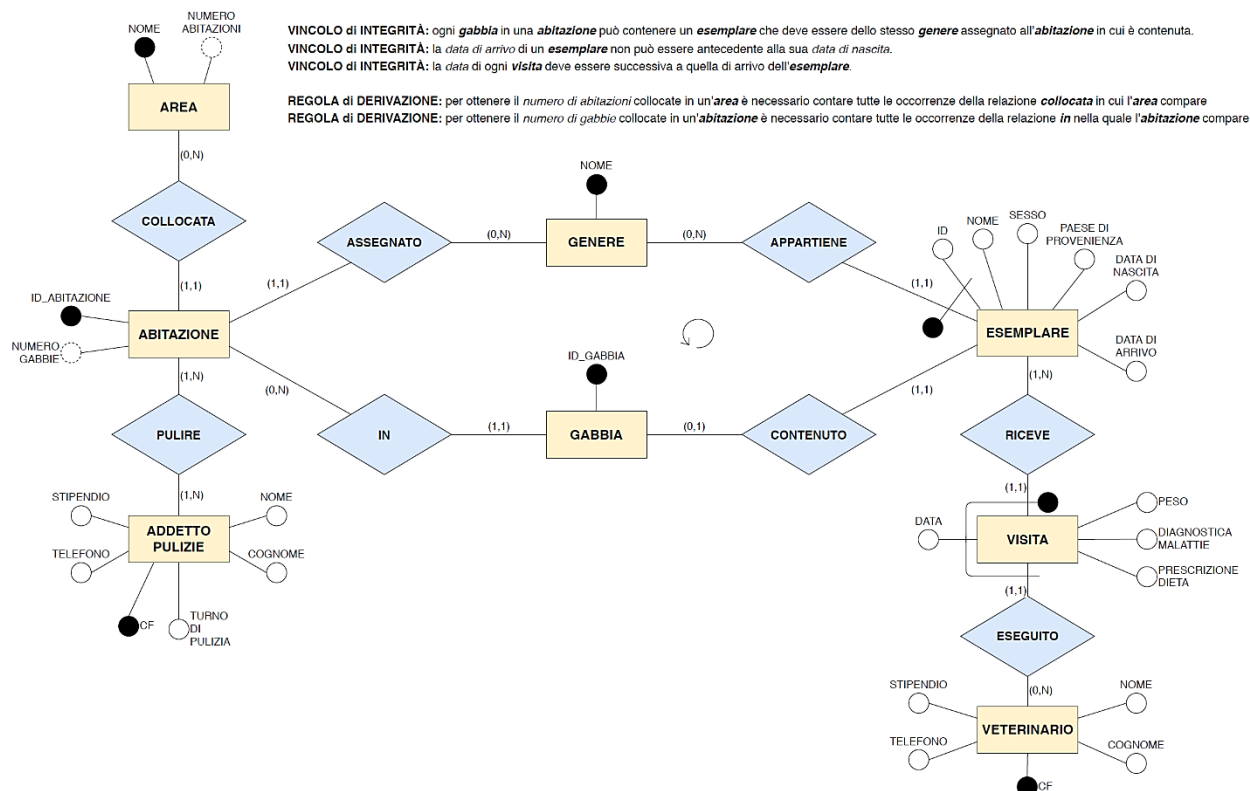 NUMERO
ABITAZIONI
NOME
VINCOLO di INTEGRITÀ: ogni gabbia in una abitazione può contenere un esemplare che deve essere dello stesso genere assegnato all'abitazione in cui è contenuta.
VINCOLO di INTEGRITÀ: la data di arrivo di un esemplare non può essere antecedente alla sua data di nascita.
VINCOLO di INTEGRITÀ: la data di ogni visita deve essere successiva a quella di arrivo dell'esemplare.
REGOLA di DERIVAZIONE: per ottenere il numero di abitazioni collocate in un'area è necessario contare tutte le occorrenze della relazione collocata in cui l'area compare
REGOLA di DERIVAZIONE: per ottenere il numero di gabbie collocate in un'abitazione è necessario contare tutte le occorrenze della relazione in nella quale l'abitazione compare
AREA
(0,N)
COLLOCATA
(1,1)
NOME
ASSEGNATO
(0,N)
GENERE
(0,N)
APPARTIENE
(1,1)
(1,1)
ID
NOME
SESSO
PAESE DI
PROVENIENZA
DATA DI
NASCITA
DATA DI
ARRIVO
ID_ABITAZIONE
NUMERO
GABBIE
ABITAZIONE
ESEMPLARE
(1,N)
(0,N)
ID_GABBIA
(1,1)
(1,N)
PULIRE
IN
(1,1)
GABBIA
(0,1)
CONTENUTO
RICEVE
(1,N)
(1,1)
STIPENDIO
NOME
TELEFONO
COGNOME
ADDETTO
PULIZIE
CF
TURNO
DI
PULIZIA
DATA
VISITA
PESO
DIAGNOSTICA
MALATTIE
PRESCRIZIONE
DIETA
(1,1)
ESEGUITO
(0,N)
STIPENDIO
NOME
VETERINARIO
TELEFONO
COGNOME
CF